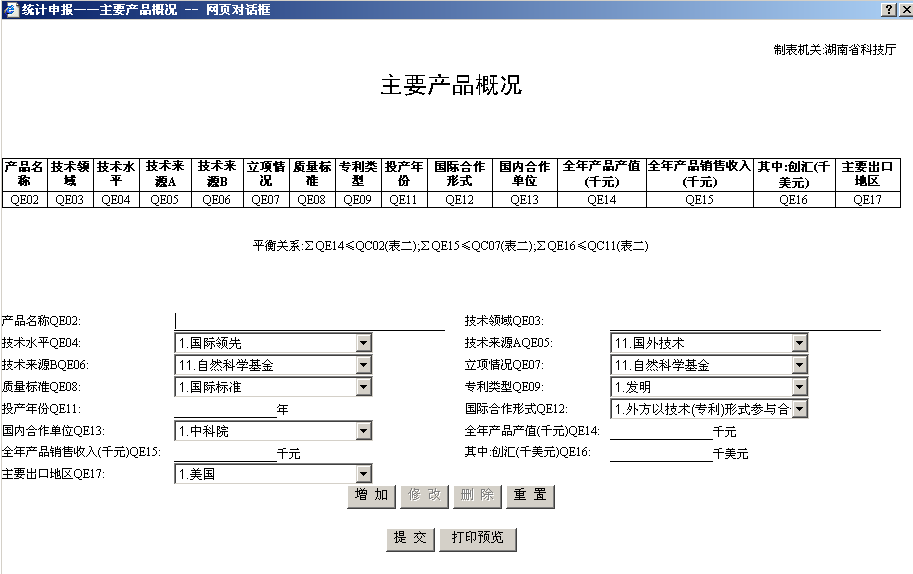 统计申报——主要产品概况 -- 网页对话框
制表机关:湖南省科技厅
主要产品概况
产品名称 技术领域 技术水平 技术来源A 技术来源B 立项情况 质量标准 专利类型 投产年份 国际合作形式 国内合作单位 全年产品产值(千元) 全年产品销售收入(千元) 其中:创汇(千美元) 主要出口地区
QE02 QE03 QE04 QE05 QE06 QE07 QE08 QE09 QE11 QE12 QE13 QE14 QE15 QE16 QE17
平衡关系:∑QE14≤QC02(表二);∑QE15≤QC07(表二);∑QE16≤QC11(表二)
产品名称QE02: 技术领域QE03:
技术水平QE04: 1.国际领先 技术来源AQE05: 11.国外技术
技术来源BQE06: 11.自然科学基金 立项情况QE07: 11.自然科学基金
质量标准QE08: 1.国际标准 专利类型QE09: 1.发明
投产年份QE11: 年 国际合作形式QE12: 1.外方以技术(专利)形式参与合
国内合作单位QE13: 1.中科院 全年产品产值(千元)QE14: 千元
全年产品销售收入(千元)QE15: 千元 其中:创汇(千美元)QE16: 千美元
主要出口地区QE17: 1.美国
增 加 修 改 删 除 重 置
提 交 打印预览